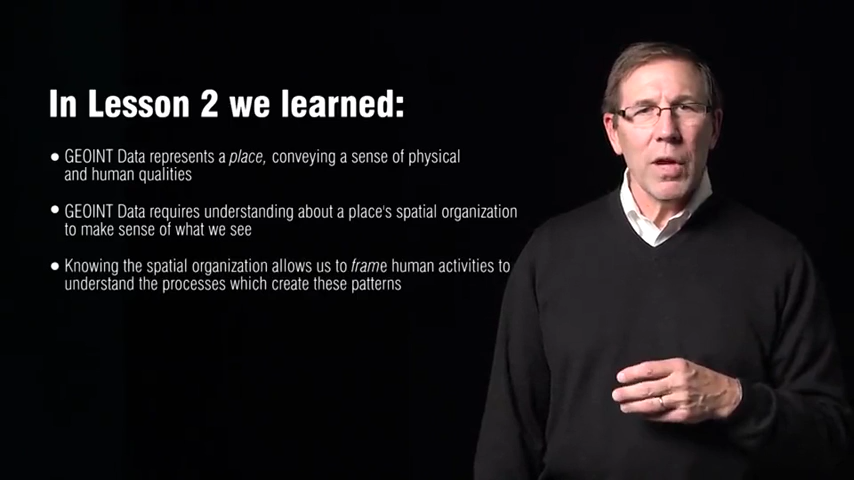 In Lesson 2 we learned:
● GEOINT Data represents a place, conveying a sense of physical
and human qualities
● GEOINT Data requires understanding about a place's spatial organization
to make sense of what we see
● Knowing the spatial organization allows us to frame human activities to
understand the processes which create these patterns